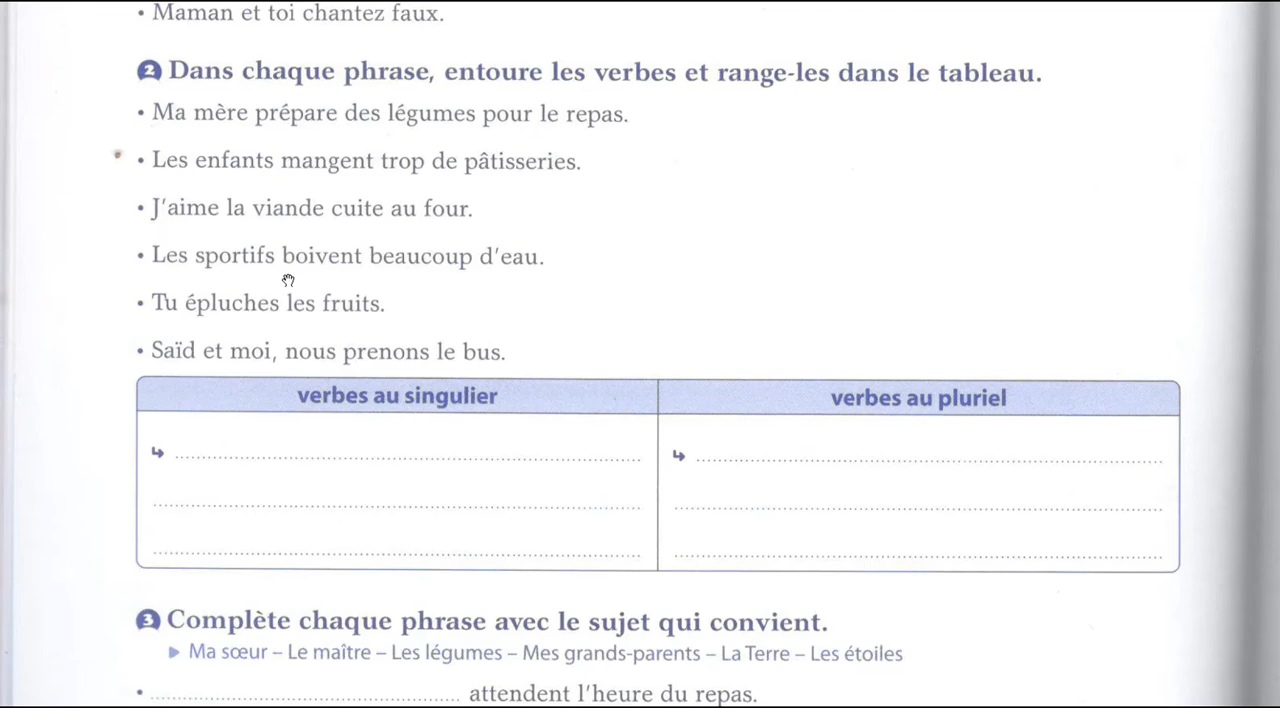 • Maman et toi chantez faux.
2 Dans chaque phrase, entoure les verbes et range-les dans le tableau.
• Ma mère prépare des légumes pour le repas.
• Les enfants mangent trop de pâtisseries.
• J'aime la viande cuite au four.
• Les sportifs boivent beaucoup d'eau.
• Tu épluches les fruits.
• Saïd et moi, nous prenons le bus.
verbes au singulier
verbes au pluriel
3 Complète chaque phrase avec le sujet qui convient.
▶ Ma sœur – Le maître – Les légumes – Mes grands-parents – La Terre – Les étoiles
• ........................................ attendent l'heure du repas.